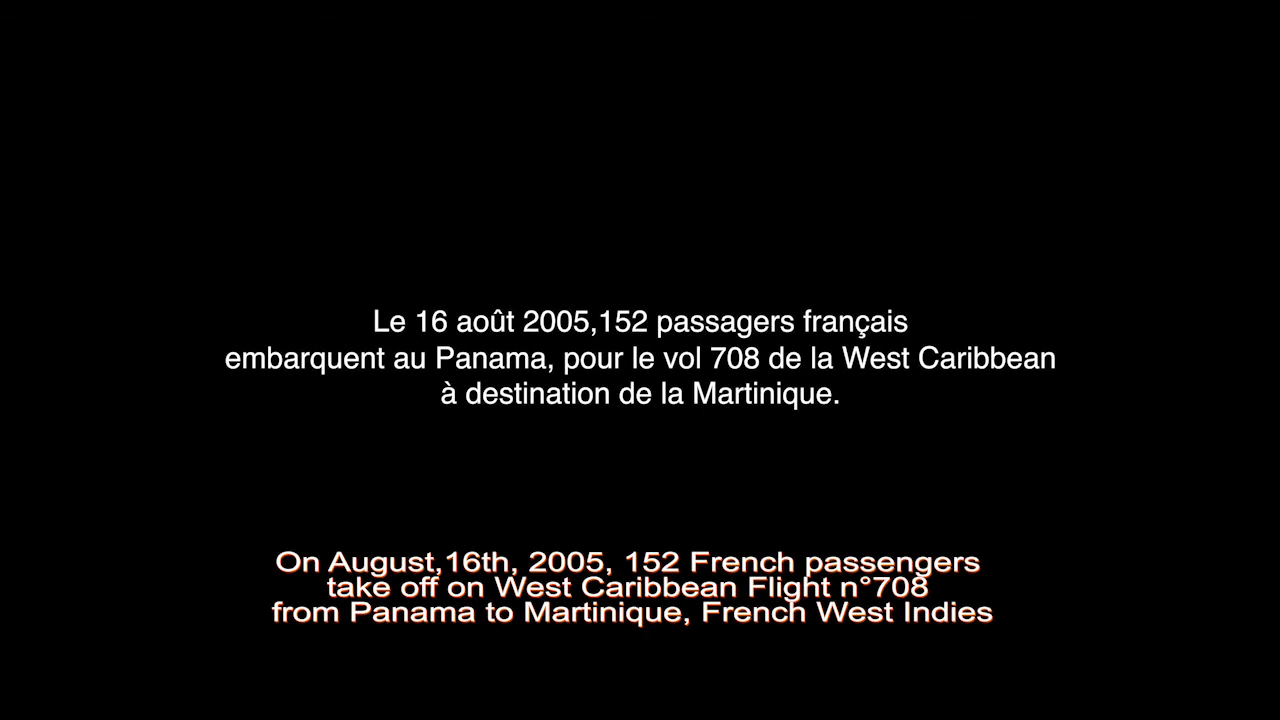 Le 16 août 2005,152 passagers français
embarquent au Panama, pour le vol 708 de la West Caribbean
à destination de la Martinique.
On August,16th, 2005, 152 French passengers
take off on West Caribbean Flight n°708
from Panama to Martinique, French West Indies